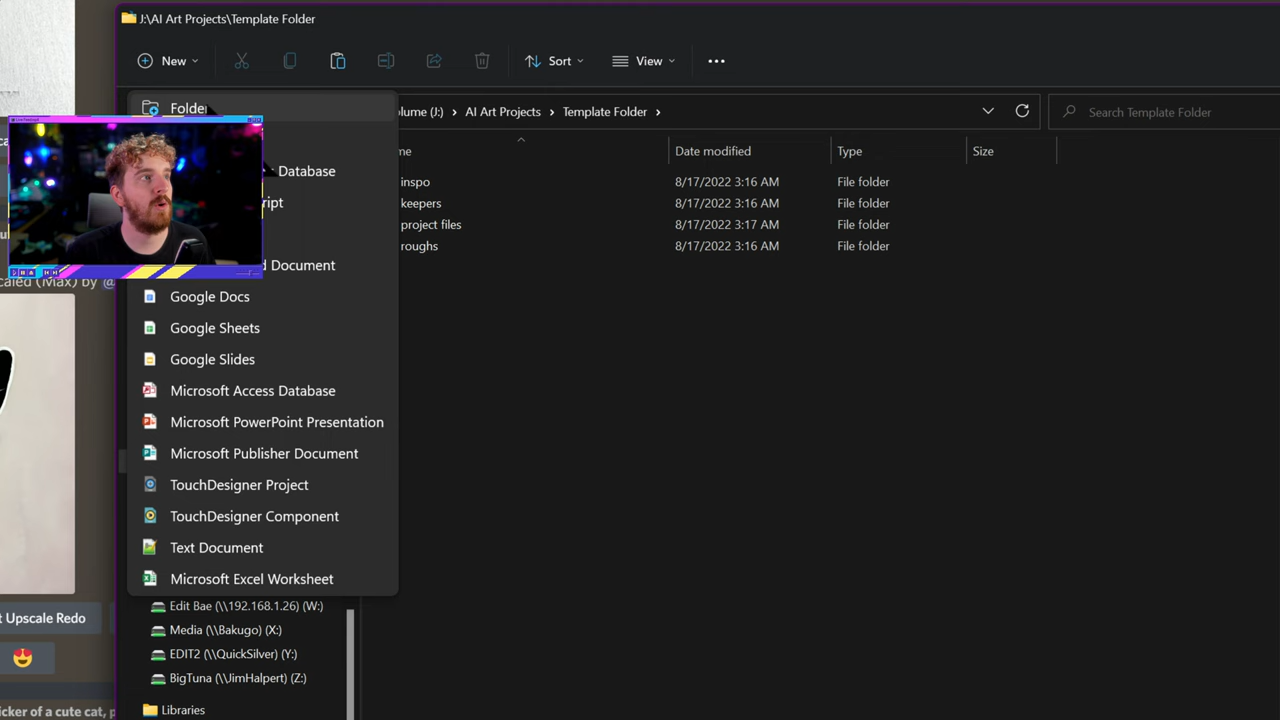 J:\AI Art Projects\Template Folder
New
Sort
View
Folder
olume (J:) > AI Art Projects > Template Folder >
Search Template Folder
me
Date modified
Type
Size
inspo 8/17/2022 3:16 AM File folder
keepers 8/17/2022 3:16 AM File folder
project files 8/17/2022 3:17 AM File folder
roughs 8/17/2022 3:16 AM File folder
Database
ript
d Document
Google Docs
Google Sheets
Google Slides
Microsoft Access Database
Microsoft PowerPoint Presentation
Microsoft Publisher Document
TouchDesigner Project
TouchDesigner Component
Text Document
Microsoft Excel Worksheet
Edit Bae (\\192.168.1.26) (W:)
Media (\\Bakugo) (X:)
EDIT2 (\\QuickSilver) (Y:)
BigTuna (\\JimHalpert) (Z:)
Libraries
caled (Max) by @
t Upscale Redo
icker of a cute cat, p